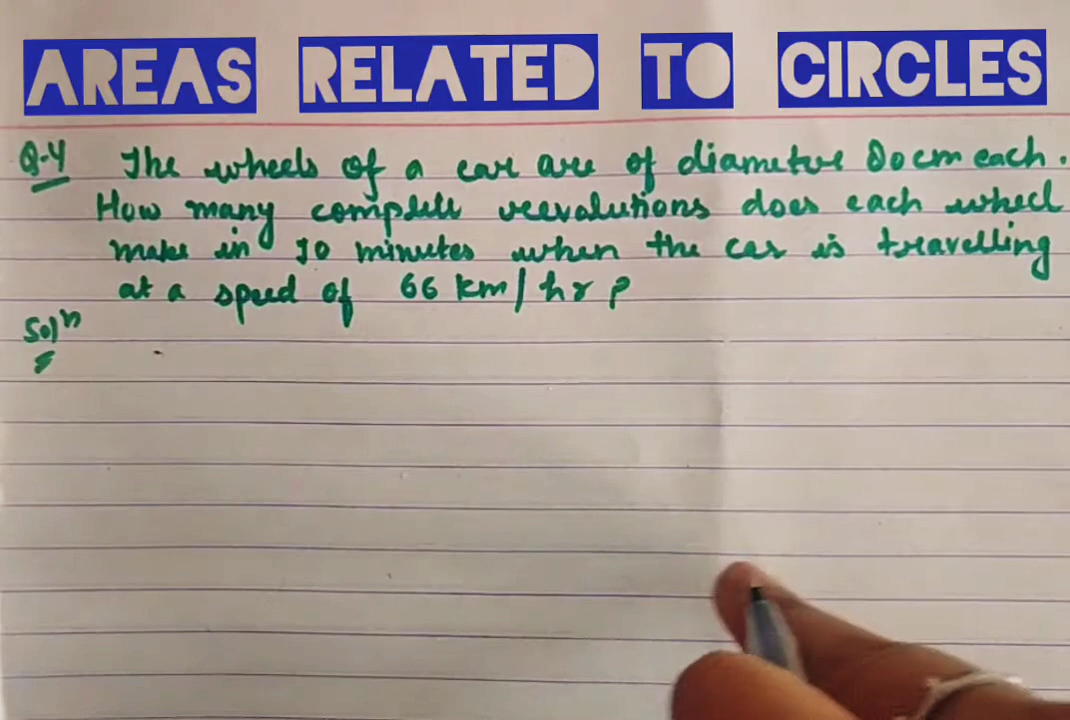 AREAS RELATED TO CIRCLES
Q-4 The wheels of a car are of diameter 80cm each.
How many complete reevalutions does each wheel
make in 10 minutes when the car is travelling
at a speed of 66 km/hr ?
Solⁿ